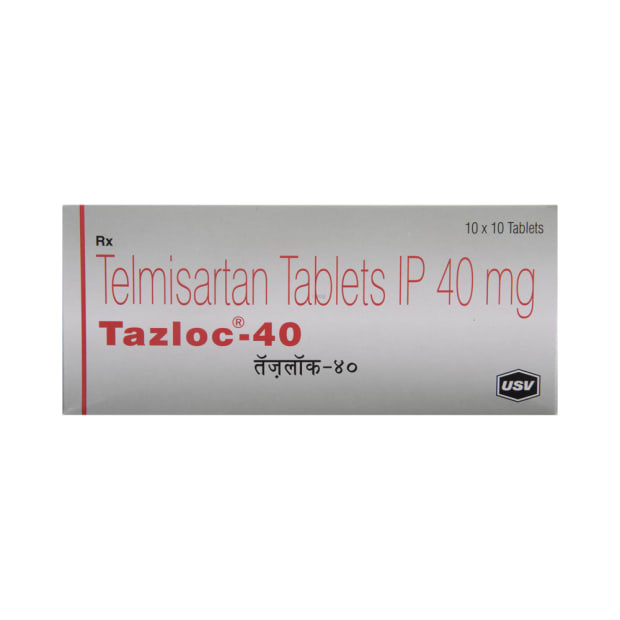 10 x 10 Tablets
Rx
Telmisartan Tablets IP 40 mg
Tazloc®-40
तॅज़लॉक-४०
USV